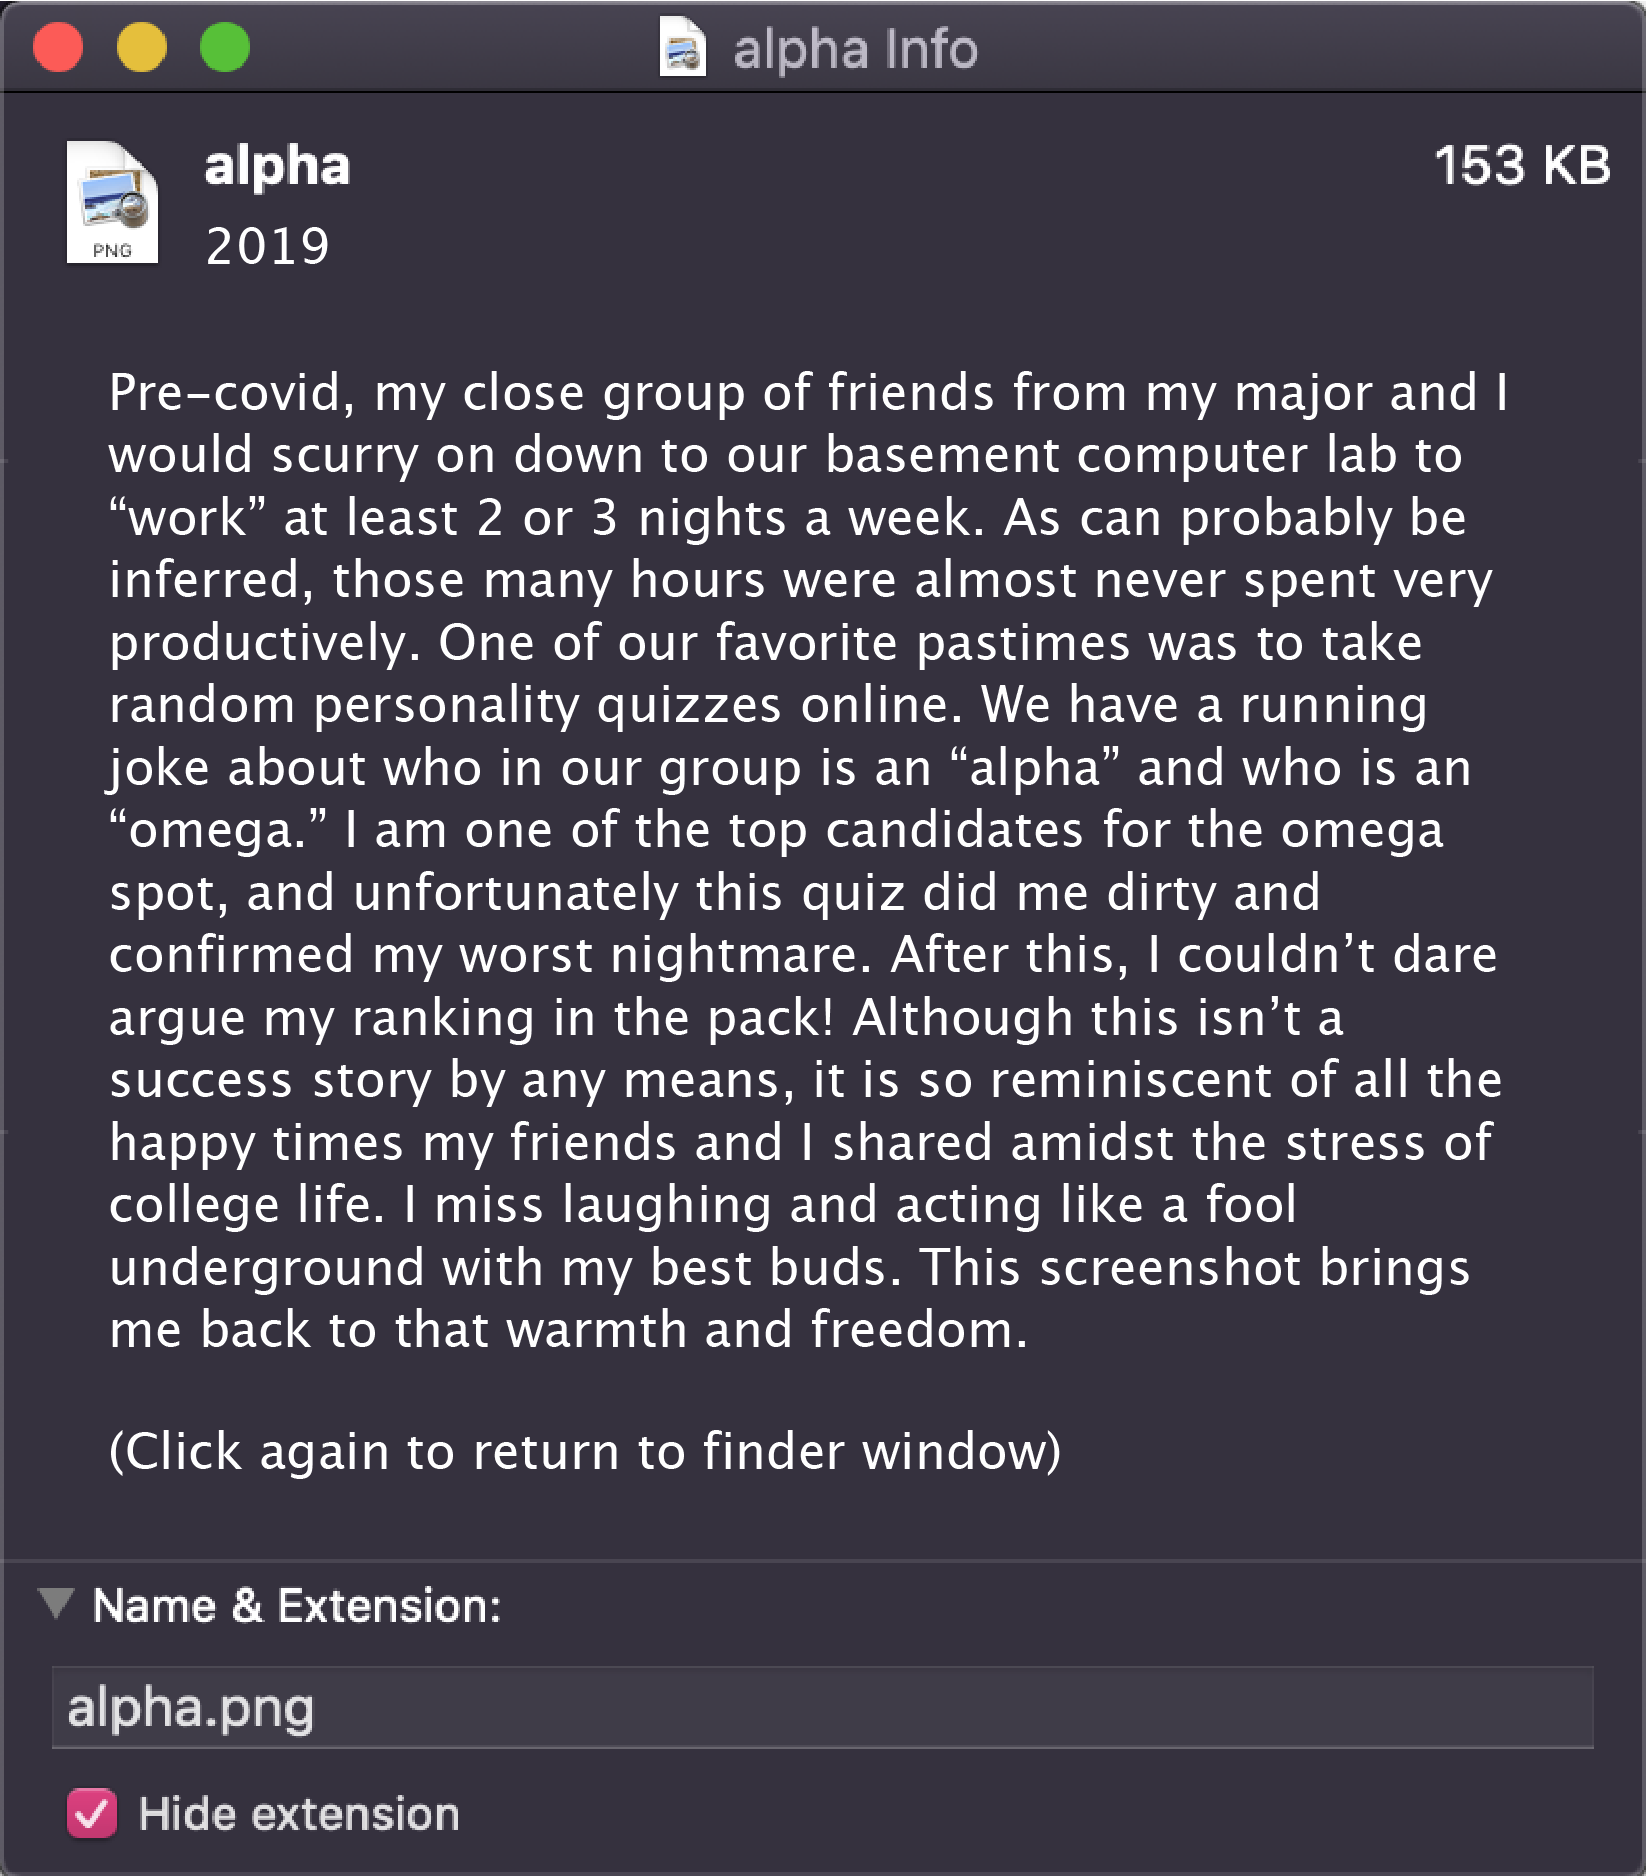 alpha Info
alpha
153 KB
2019
PNG
Pre-covid, my close group of friends from my major and I
would scurry on down to our basement computer lab to
“work” at least 2 or 3 nights a week. As can probably be
inferred, those many hours were almost never spent very
productively. One of our favorite pastimes was to take
random personality quizzes online. We have a running
joke about who in our group is an “alpha” and who is an
“omega.” I am one of the top candidates for the omega
spot, and unfortunately this quiz did me dirty and
confirmed my worst nightmare. After this, I couldn’t dare
argue my ranking in the pack! Although this isn’t a
success story by any means, it is so reminiscent of all the
happy times my friends and I shared amidst the stress of
college life. I miss laughing and acting like a fool
underground with my best buds. This screenshot brings
me back to that warmth and freedom.
(Click again to return to finder window)
Name & Extension:
alpha.png
Hide extension